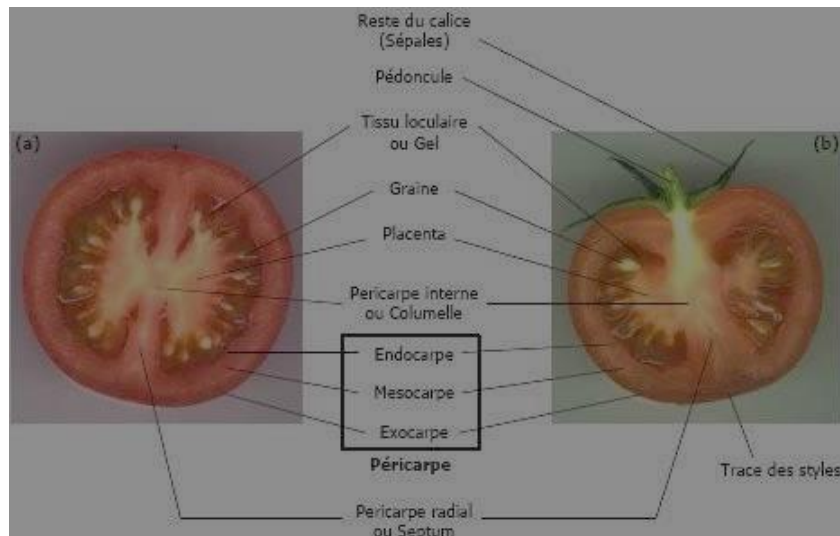 Reste du calice
(Sépales)
Pédoncule
(a)
Tissu loculaire
ou Gel
(b)
Graine
Placenta
Pericarpe interne
ou Columelle
Endocarpe
Mesocarpe
Exocarpe
Péricarpe
Trace des styles
Pericarpe radial
ou Septum